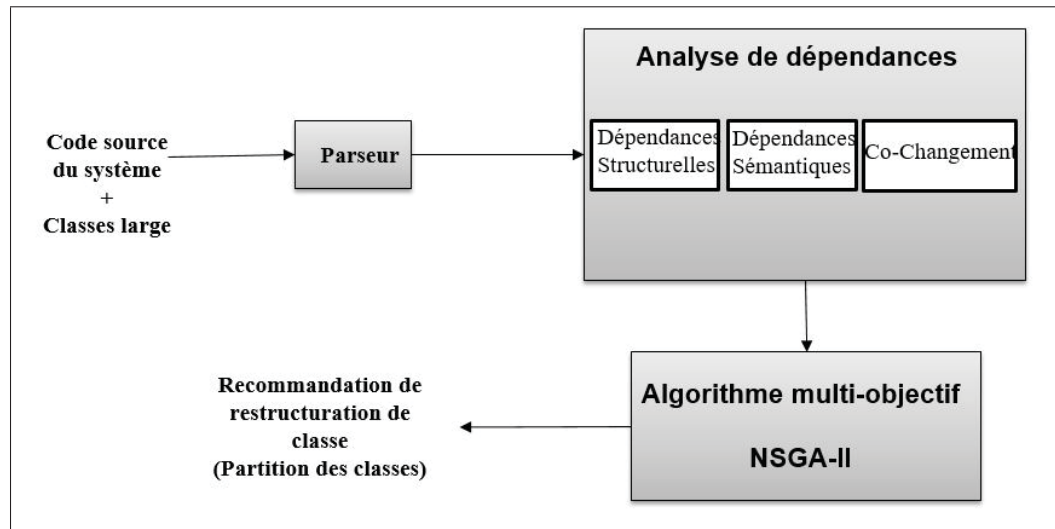 Analyse de dépendances
Code source
du système
+
Classes large
Parseur
Dépendances
Structurelles
Dépendances
Sémantiques
Co-Changement
Recommandation de
restructuration de
classe
(Partition des classes)
Algorithme multi-objectif
NSGA-II